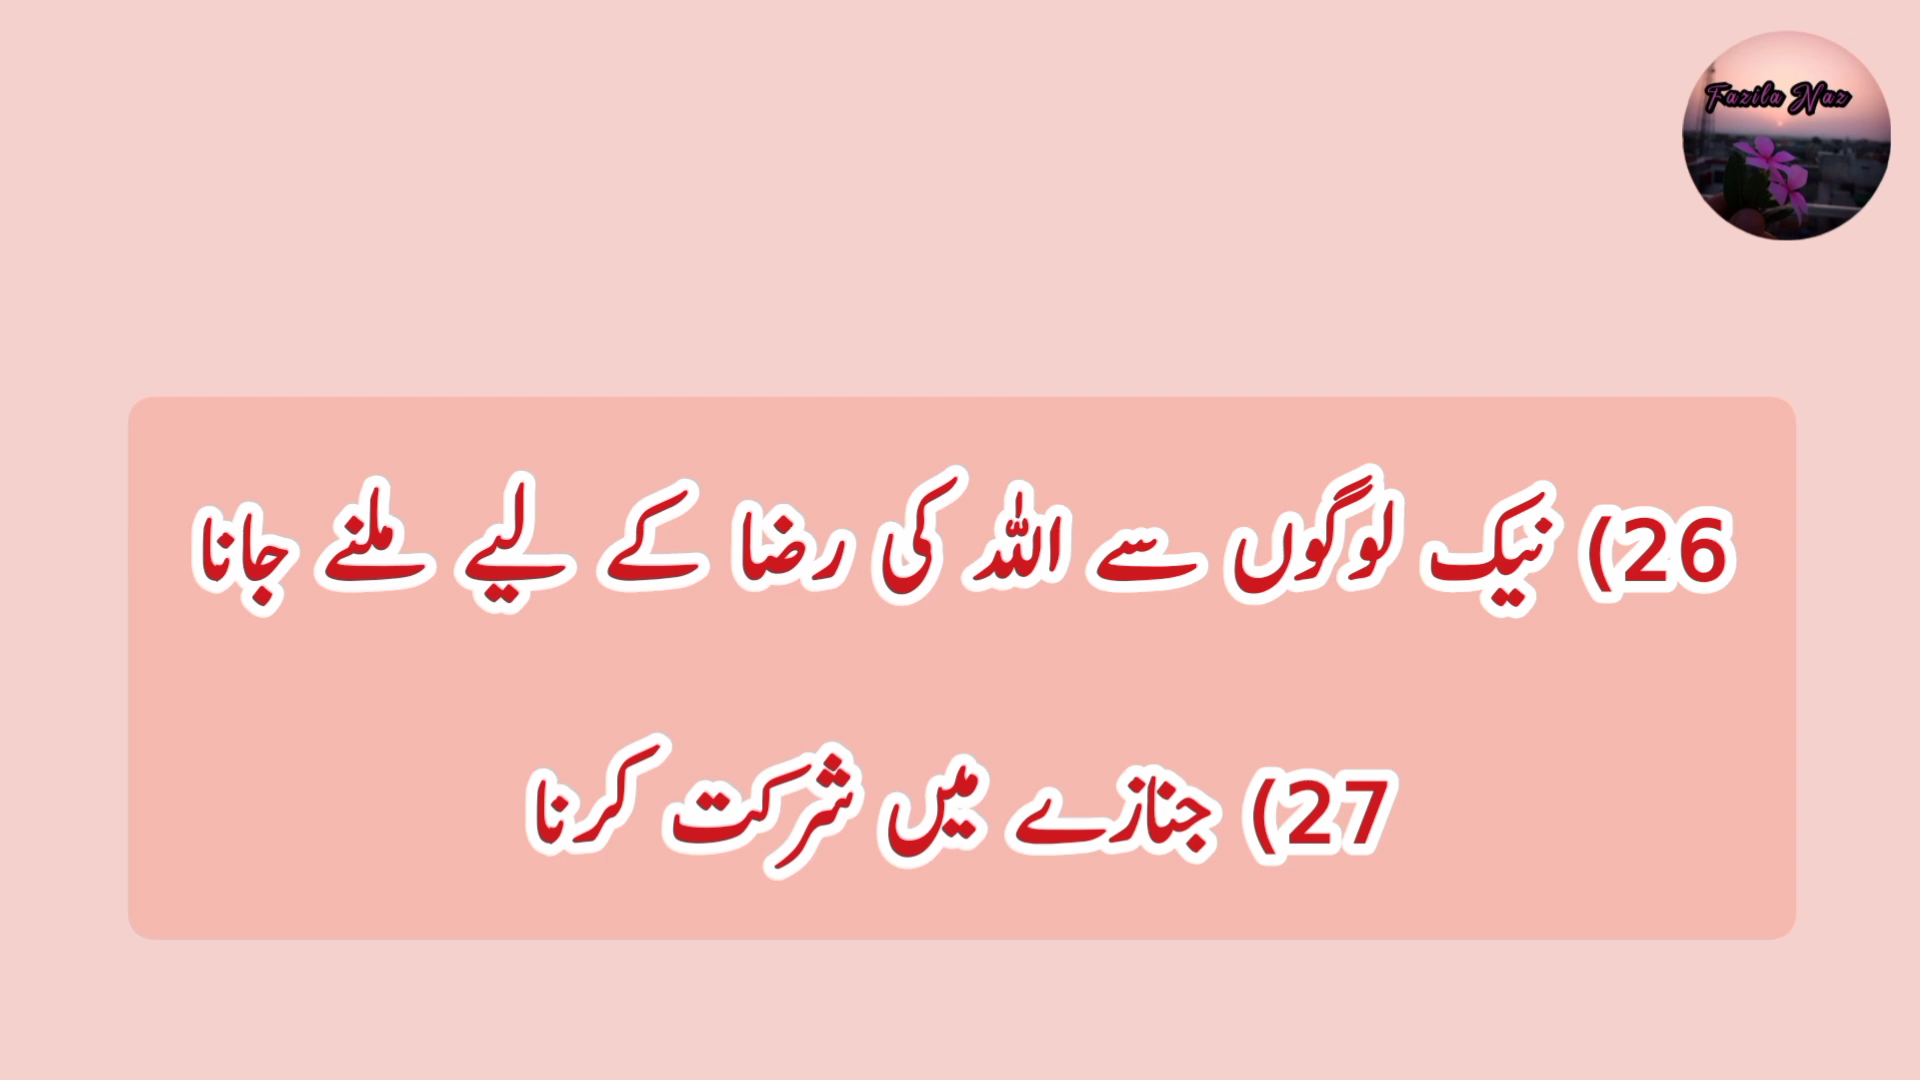 Fazila Naz
26) نیک لوگوں سے اللہ کی رضا کے لیے ملنے جانا
27) جنازے میں شرکت کرنا